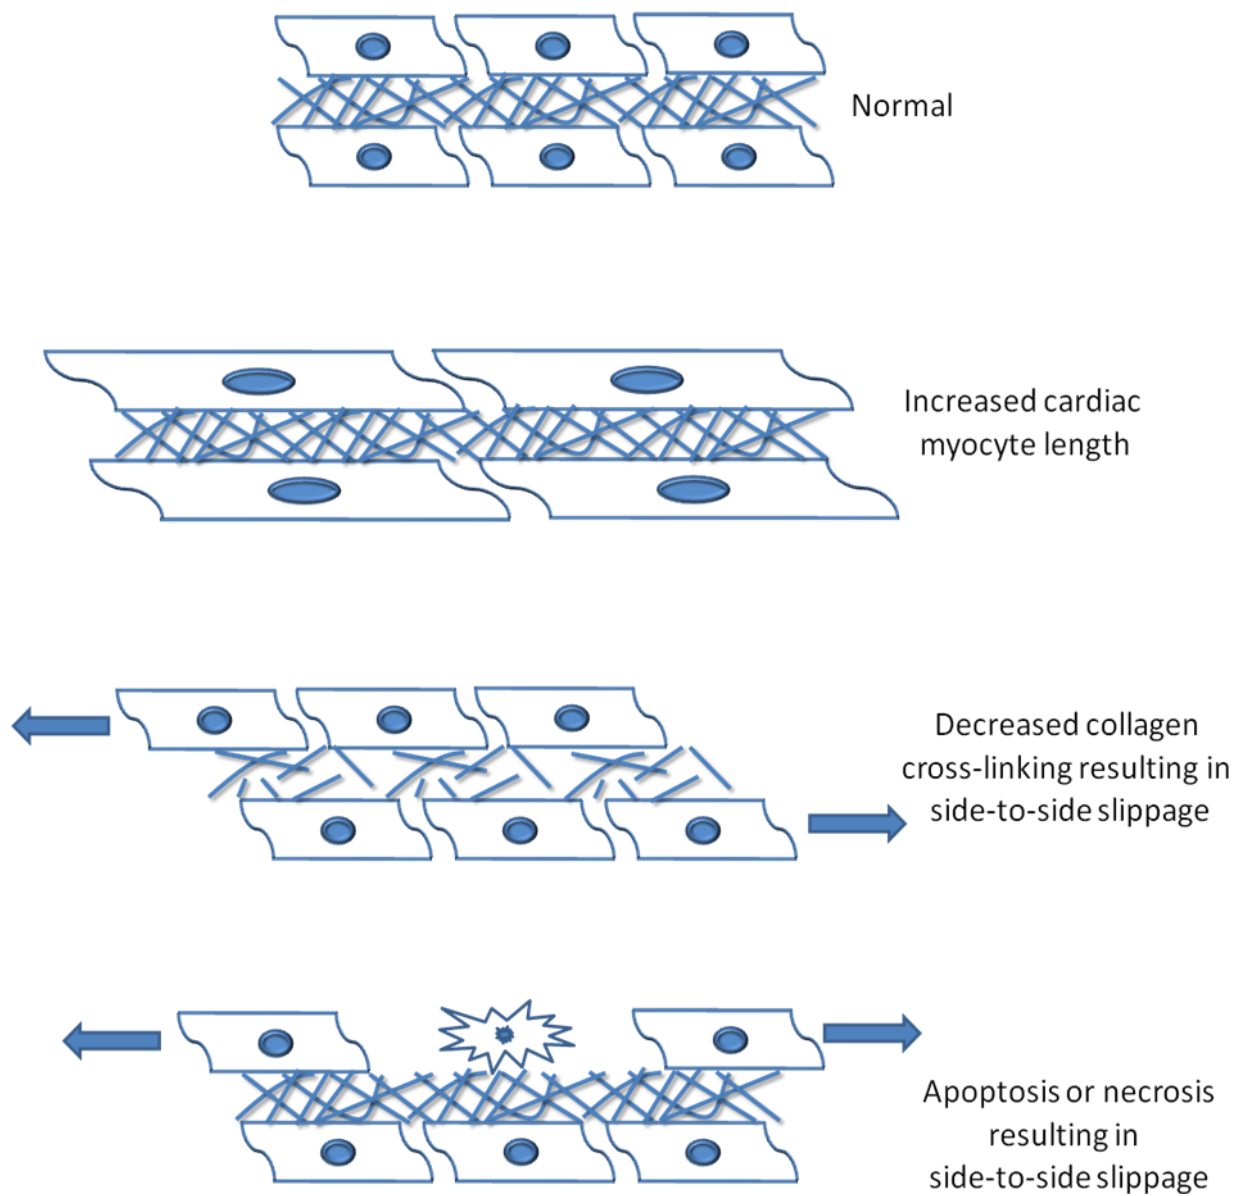 Normal
Increased cardiac
myocyte length
Decreased collagen
cross-linking resulting in
side-to-side slippage
Apoptosis or necrosis
resulting in
side-to-side slippage